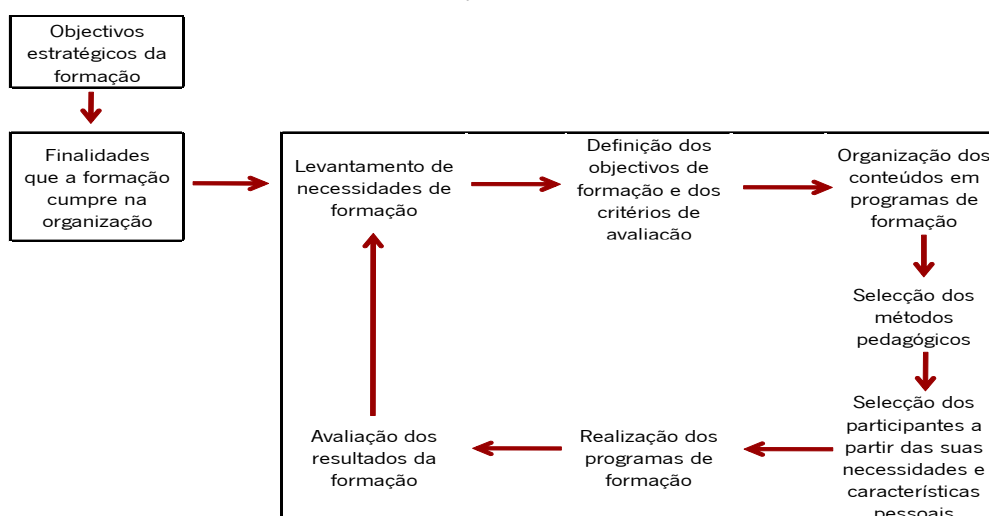 Objectivos
estratégicos da
formação
Finalidades
que a formação
cumpre na
organização
Levantamento de
necessidades de
formação
Definição dos
objectivos de
formação e dos
critérios de
avaliação
Organização dos
conteúdos em
programas de
formação
Selecção dos
métodos
pedagógicos
Selecção dos
participantes a
partir das suas
necessidades e
características
pessoais
Realização dos
programas de
formação
Avaliação dos
resultados da
formação